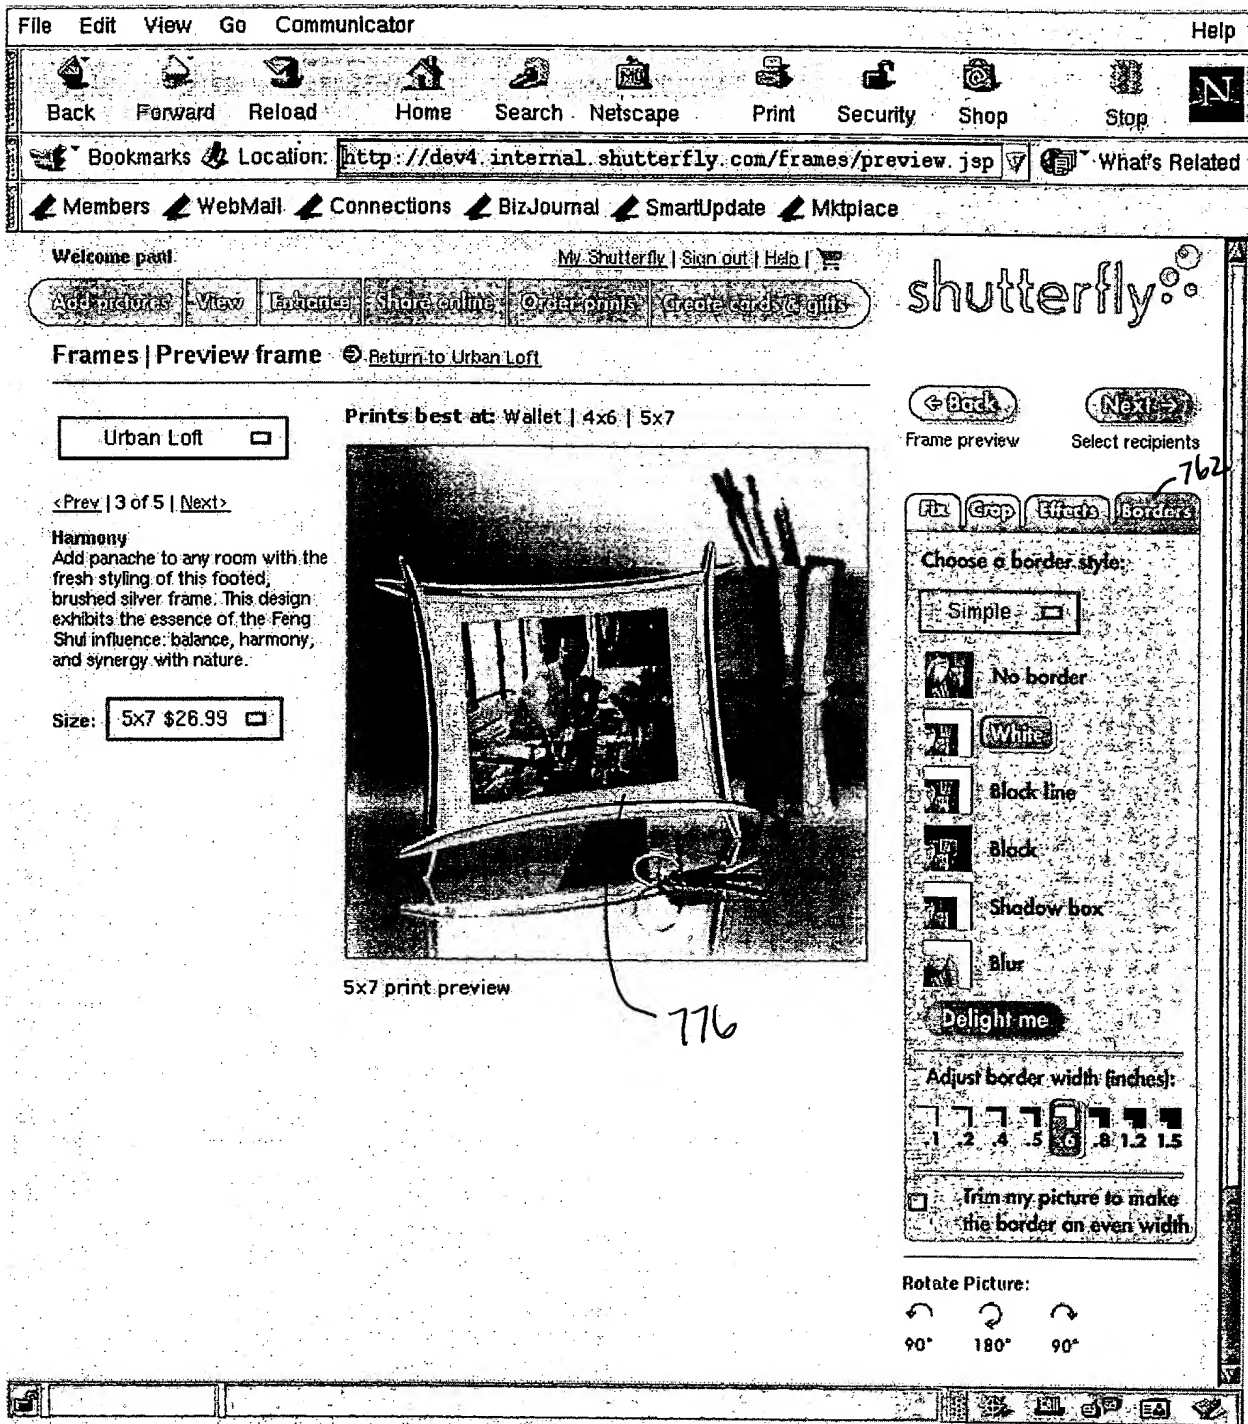 File Edit View Go Communicator Help
Back Forward Reload Home Search Netscape Print Security Shop Stop N
Bookmarks Location: http://dev4.internal.shutterfly.com/frames/preview.jsp What's Related
Members WebMail Connections BizJournal SmartUpdate Mktplace
Welcome paul
My Shutterfly | Sign out | Help |
Add pictures View Enhance Share online Order prints Create cards & gifts
shutterfly
Frames | Preview frame Return to Urban Loft
Urban Loft
Prints best at: Wallet | 4x6 | 5x7
Back Next
Frame preview Select recipients
762
<Prev | 3 of 5 | Next>
Harmony
Add panache to any room with the
fresh styling of this footed,
brushed silver frame. This design
exhibits the essence of the Feng
Shui influence: balance, harmony,
and synergy with nature.
Size: 5x7 $26.99
5x7 print preview
776
Fix Crop Effects Borders
Choose a border style:
Simple
No border
White
Black line
Black
Shadow box
Blur
Delight me
Adjust border width (inches):
.1 .2 .4 .5 .6 .8 1.2 1.5
Trim my picture to make
the border an even width
Rotate Picture:
90° 180° 90°